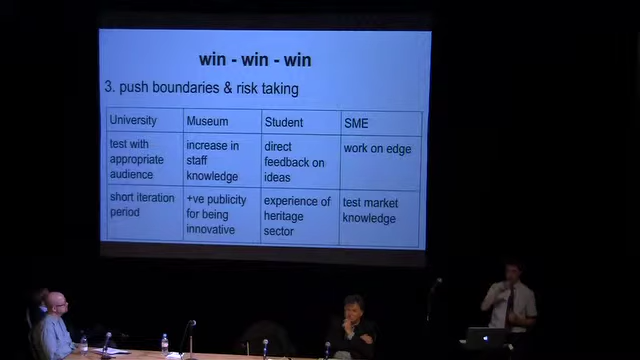 win - win - win
3. push boundaries & risk taking
University Museum Student SME
test with appropriate audience
increase in staff knowledge
direct feedback on ideas
work on edge
short iteration period
+ve publicity for being innovative
experience of heritage sector
test market knowledge